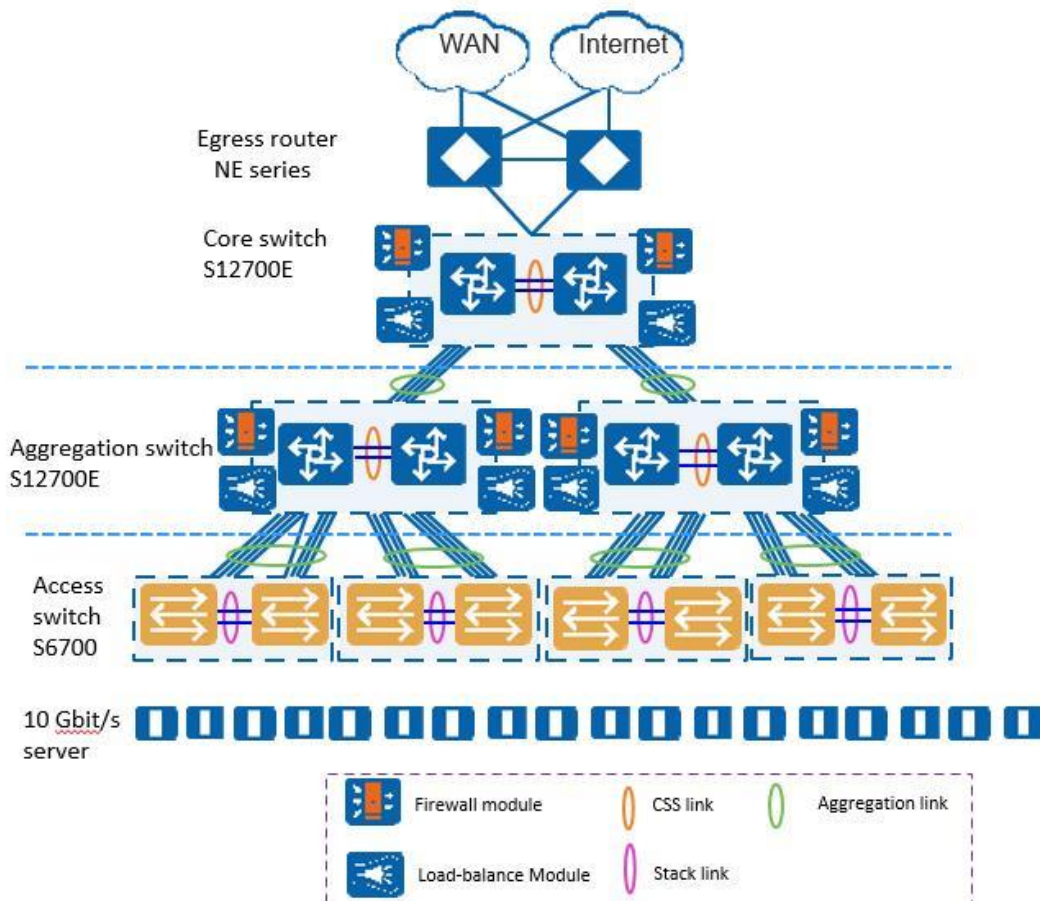 WAN
Internet
Egress router
NE series
Core switch
S12700E
Aggregation switch
S12700E
Access
switch
S6700
10 Gbit/s
server
Firewall module
CSS link
Aggregation link
Load-balance Module
Stack link